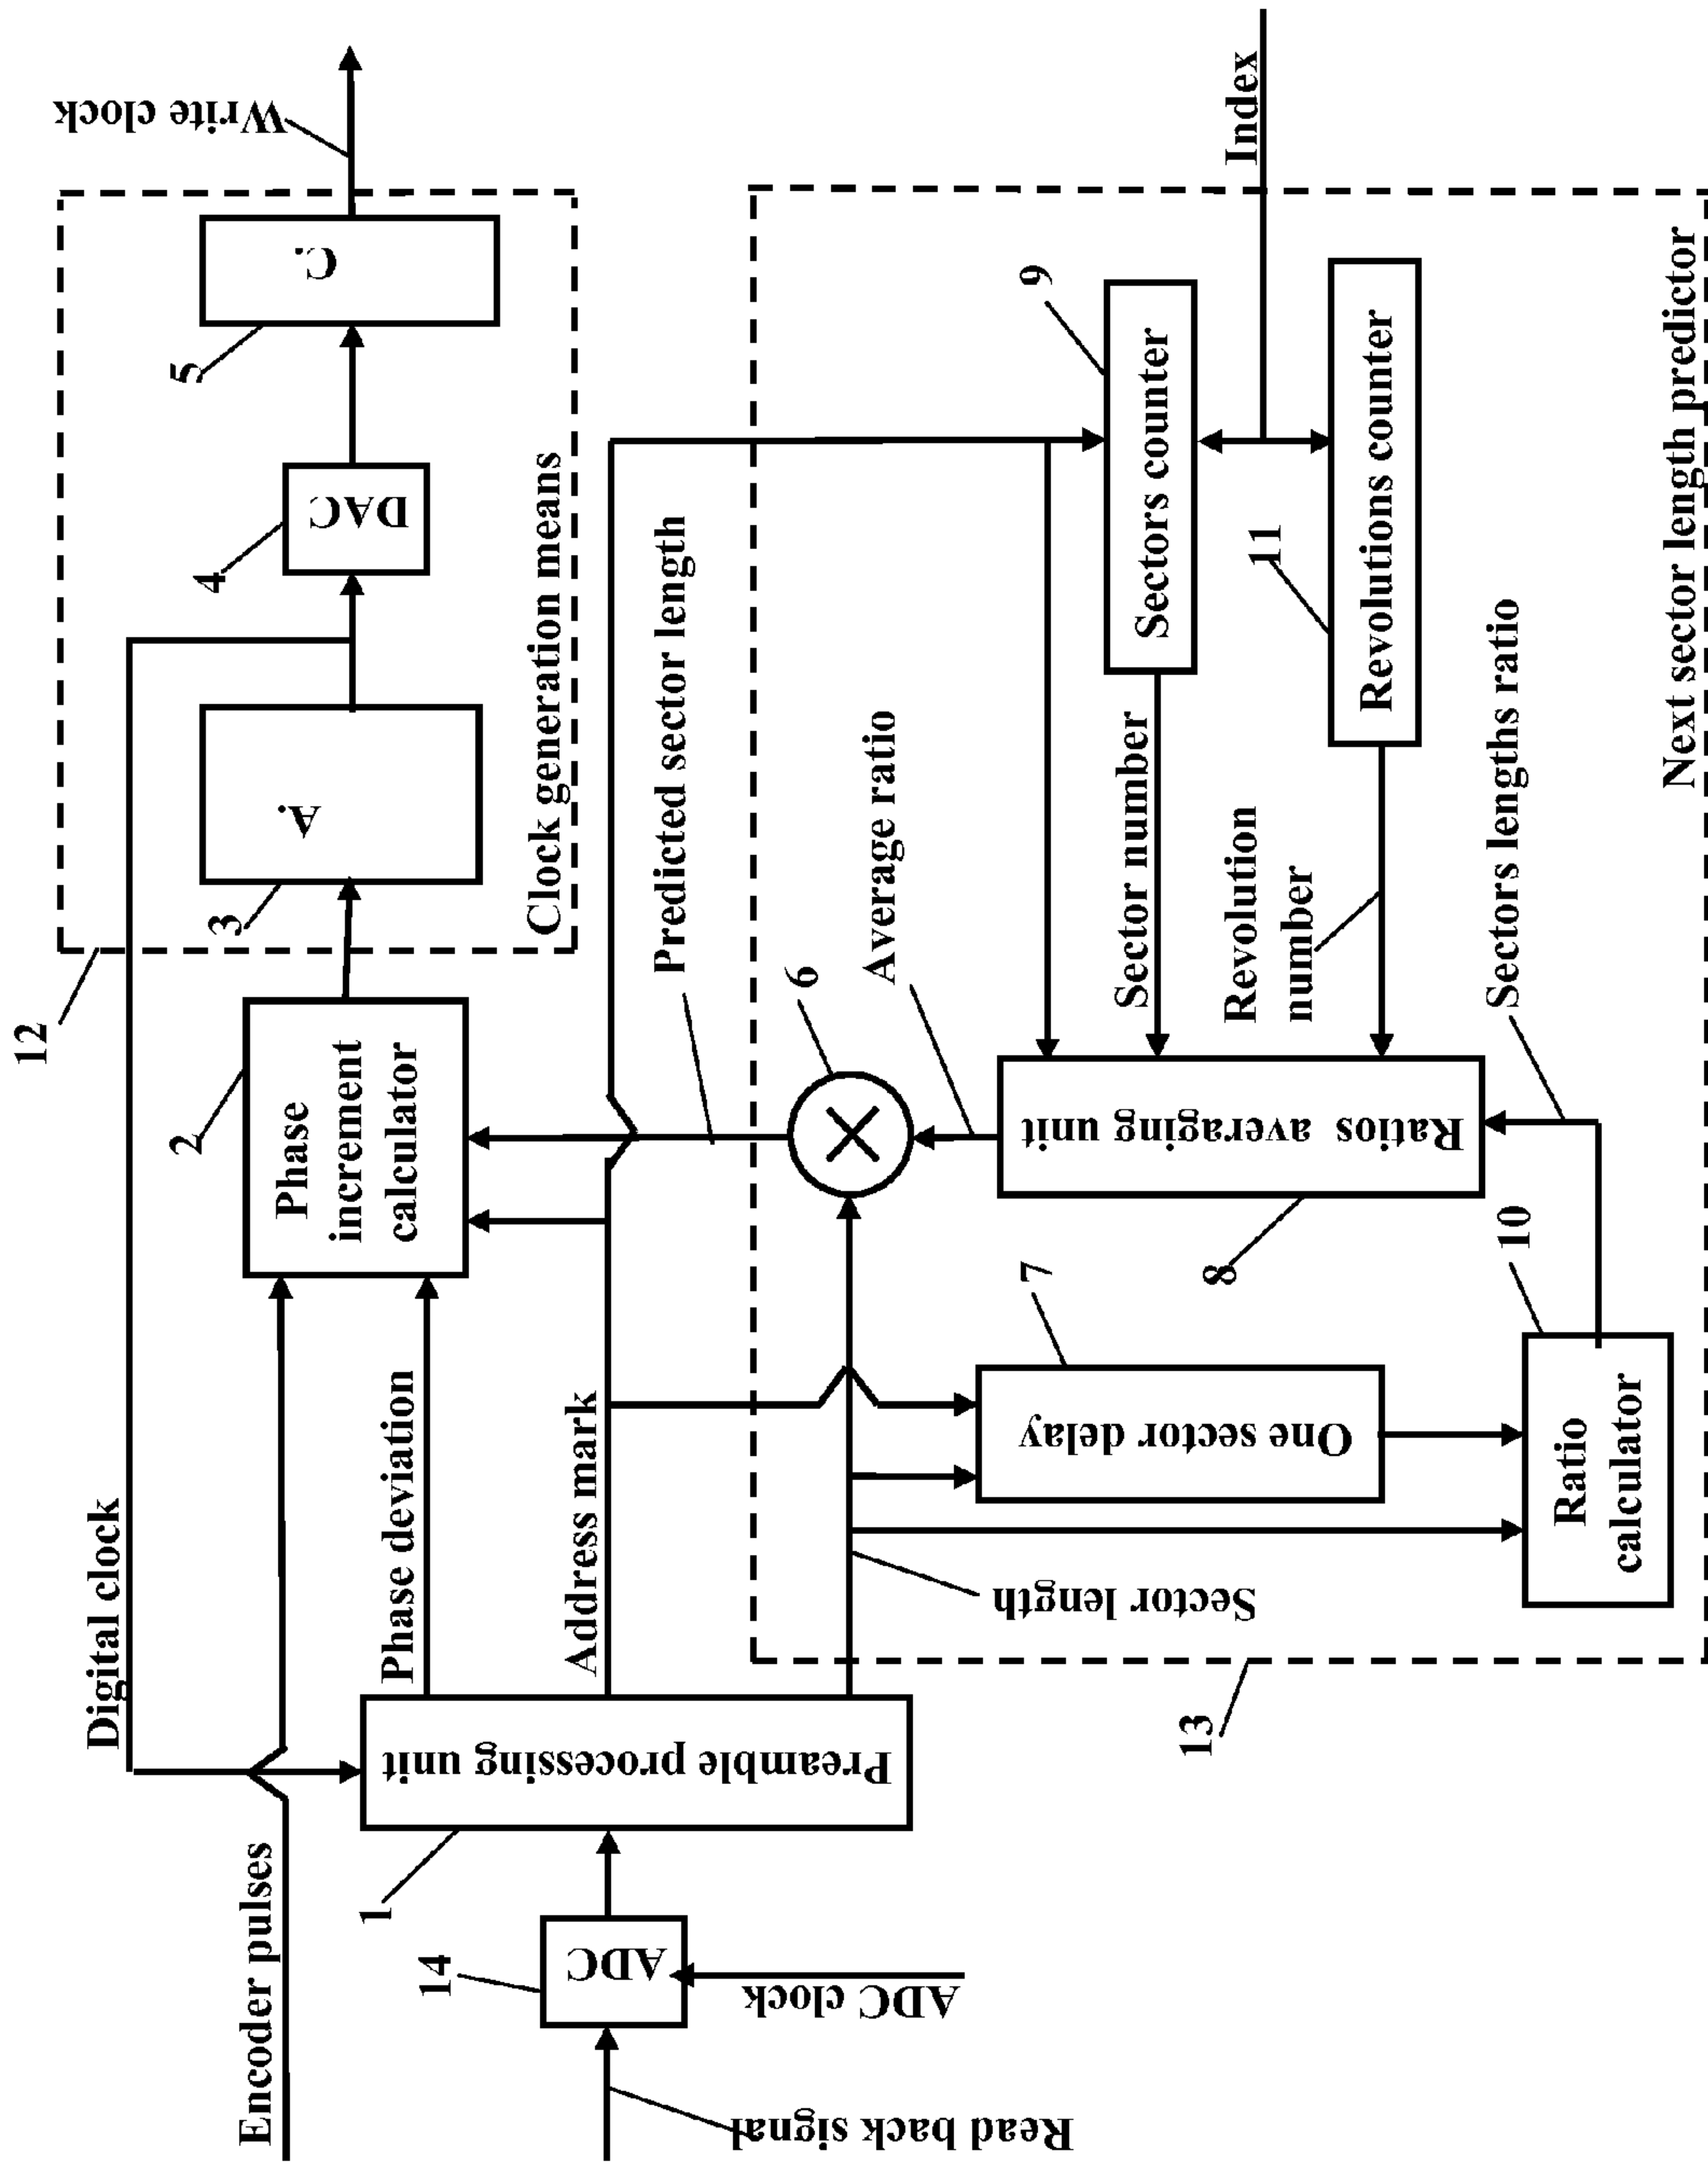 Write clock
12
5
C.
4
DAC
3
A.
Clock generation means
Digital clock
2
Phase
increment
calculator
Predicted sector length
Encoder pulses
Phase deviation
Address mark
1
Preamble processing unit
14
ADC
ADC clock
Read back signal
6
Average ratio
9
Sectors counter
Index
Sector number
11
Revolutions counter
Revolution
number
7
One sector delay
8
Ratios averaging unit
Sector length
10
Ratio
calculator
Sectors lengths ratio
13
Next sector length predictor